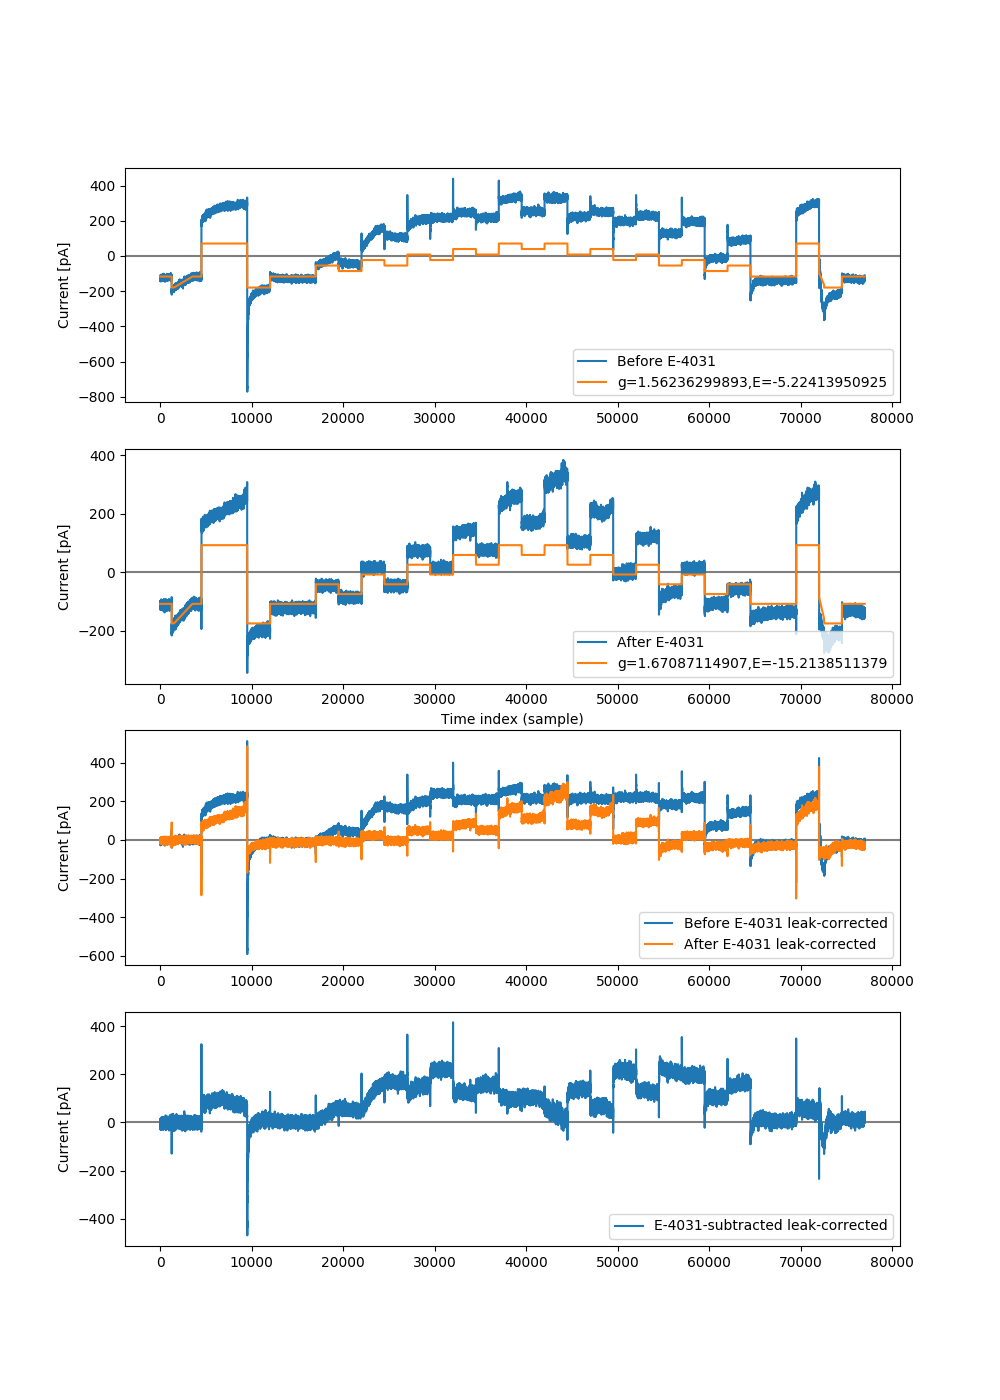 400
200
0
−200
−400
−600
−800
Current [pA]
Before E-4031
g=1.56236299893,E=-5.22413950925
0 10000 20000 30000 40000 50000 60000 70000 80000
400
200
0
−200
Current [pA]
After E-4031
g=1.67087114907,E=-15.2138511379
0 10000 20000 30000 40000 50000 60000 70000 80000
Time index (sample)
400
200
0
−200
−400
−600
Current [pA]
Before E-4031 leak-corrected
After E-4031 leak-corrected
0 10000 20000 30000 40000 50000 60000 70000 80000
400
200
0
−200
−400
Current [pA]
E-4031-subtracted leak-corrected
0 10000 20000 30000 40000 50000 60000 70000 80000